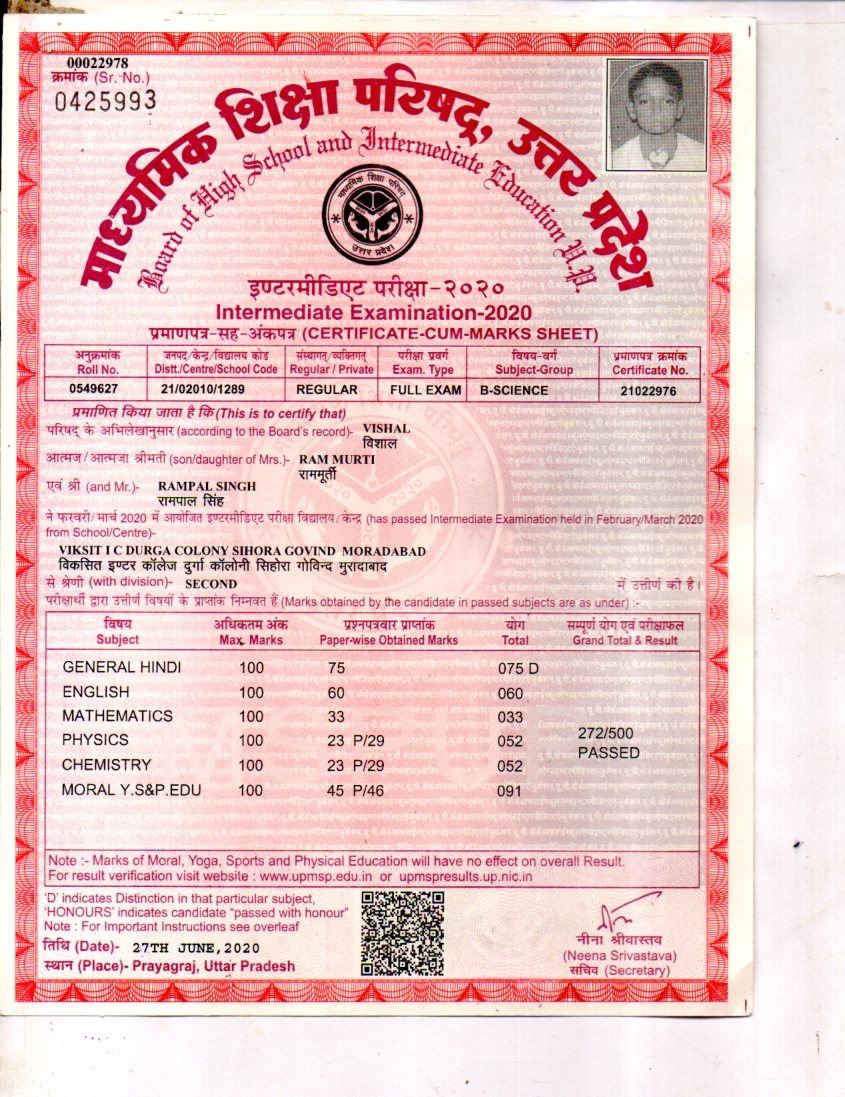 00022978
क्रमांक (Sr. No.)
0425993
माध्यमिक शिक्षा परिषद्, उत्तर प्रदेश
Board of High School and Intermediate Education U.P.
माध्यमिक शिक्षा परिषद
उत्तर प्रदेश
इण्टरमीडिएट परीक्षा-२०२०
Intermediate Examination-2020
प्रमाणपत्र-सह-अंकपत्र (CERTIFICATE-CUM-MARKS SHEET)
अनुक्रमांक जनपद/केन्द्र/विद्यालय कोड संस्थागत्/व्यक्तिगत् परीक्षा प्रवर्ग विषय-वर्ग प्रमाणपत्र क्रमांक
Roll No. Distt./Centre/School Code Regular / Private Exam. Type Subject-Group Certificate No.
0549627 21/02010/1289 REGULAR FULL EXAM B-SCIENCE 21022976
प्रमाणित किया जाता है कि (This is to certify that)
परिषद् के अभिलेखानुसार (according to the Board's record)- VISHAL
विशाल
आत्मज/आत्मजा श्रीमती (son/daughter of Mrs.)- RAM MURTI
राममूर्ती
एवं श्री (and Mr.)- RAMPAL SINGH
रामपाल सिंह
ने फरवरी/मार्च 2020 में आयोजित इण्टरमीडिएट परीक्षा विद्यालय/केन्द्र (has passed Intermediate Examination held in February/March 2020
from School/Centre)-
VIKSIT I C DURGA COLONY SIHORA GOVIND MORADABAD
विकसित इण्टर कॉलेज दुर्गा कॉलोनी सिहोरा गोविन्द मुरादाबाद
से श्रेणी (with division)- SECOND में उत्तीर्ण की है।
परीक्षार्थी द्वारा उत्तीर्ण विषयों के प्राप्तांक निम्नवत हैं (Marks obtained by the candidate in passed subjects are as under) :-
विषय अधिकतम अंक प्रश्नपत्रवार प्राप्तांक योग सम्पूर्ण योग एवं परीक्षाफल
Subject Max. Marks Paper-wise Obtained Marks Total Grand Total & Result
GENERAL HINDI 100 75 075 D
ENGLISH 100 60 060
MATHEMATICS 100 33 033
PHYSICS 100 23 P/29 052 272/500
PASSED
CHEMISTRY 100 23 P/29 052
MORAL Y.S&P.EDU 100 45 P/46 091
Note :- Marks of Moral, Yoga, Sports and Physical Education will have no effect on overall Result.
For result verification visit website : www.upmsp.edu.in or upmspresults.up.nic.in
'D' indicates Distinction in that particular subject,
'HONOURS' indicates candidate "passed with honour"
Note : For Important Instructions see overleaf
तिथि (Date)- 27TH JUNE,2020
स्थान (Place)- Prayagraj, Uttar Pradesh
नीना श्रीवास्तव
(Neena Srivastava)
सचिव (Secretary)